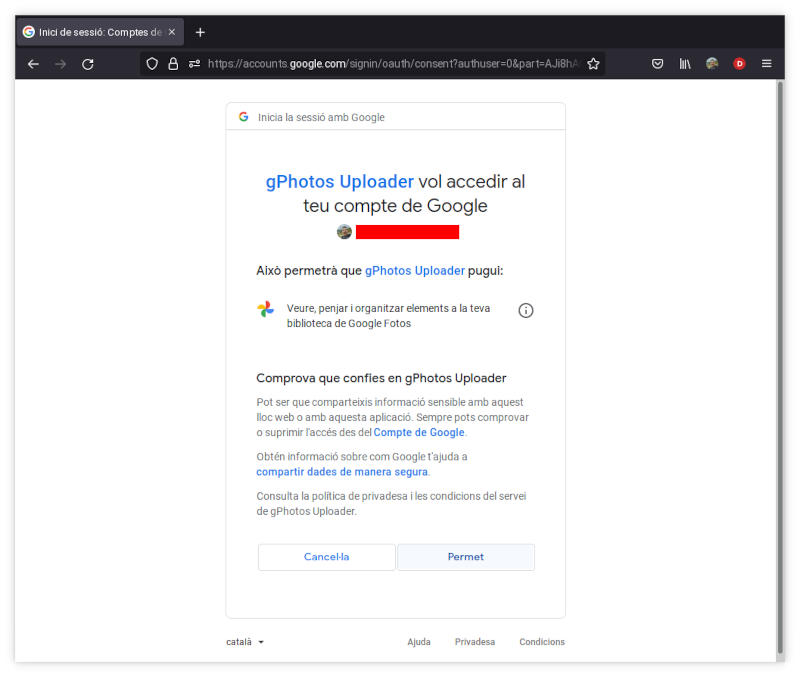 Inici de sessió: Comptes de
https://accounts.google.com/signin/oauth/consent?authuser=0&part=AJi8hA
D
G Inicia la sessió amb Google
gPhotos Uploader vol accedir al
teu compte de Google
Això permetrà que gPhotos Uploader pugui:
Veure, penjar i organitzar elements a la teva
biblioteca de Google Fotos
Comprova que confies en gPhotos Uploader
Pot ser que comparteixis informació sensible amb aquest
lloc web o amb aquesta aplicació. Sempre pots comprovar
o suprimir l'accés des del Compte de Google.
Obtén informació sobre com Google t'ajuda a
compartir dades de manera segura.
Consulta la política de privadesa i les condicions del servei
de gPhotos Uploader.
Cancel·la Permet
català Ajuda Privadesa Condicions